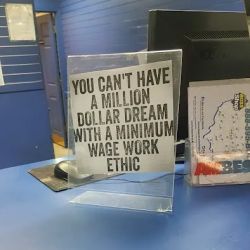 YOU CAN'T HAVE
A MILLION
DOLLAR DREAM
WITH A MINIMUM
WAGE WORK
ETHIC